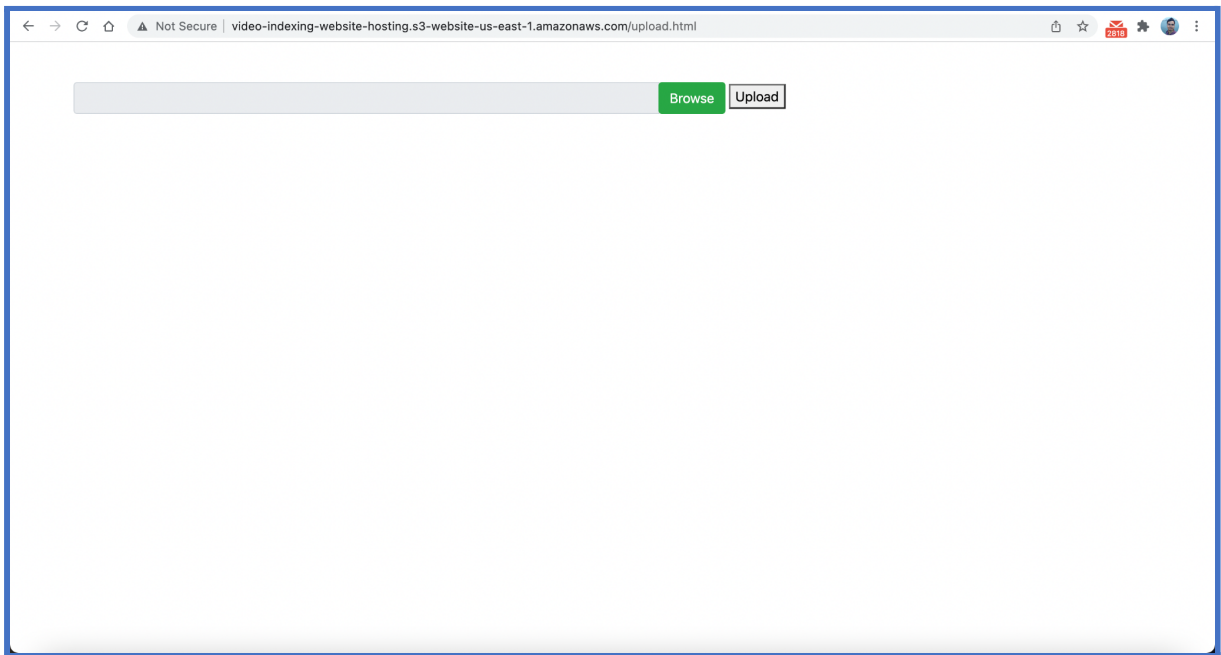 Not Secure | video-indexing-website-hosting.s3-website-us-east-1.amazonaws.com/upload.html
2818
Browse
Upload